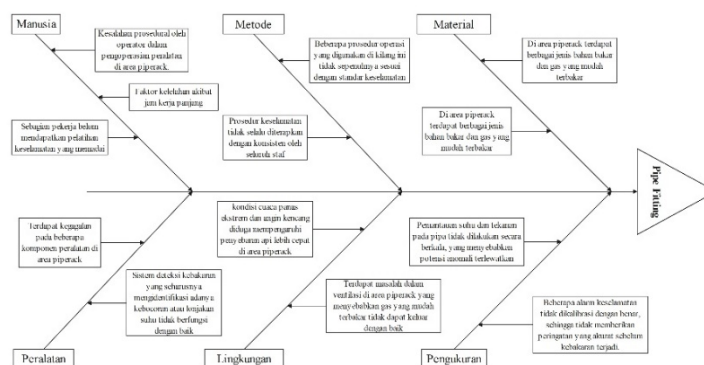 Manusia
Metode
Material
Kesalahan prosedural oleh
operator dalam
pengoperasian peralatan
di area piperack.
Faktor kelelahan akibat
jam kerja panjang
Sebagian pekerja belum
mendapatkan pelatihan
keselamatan yang memadai
Beberapa prosedur operasi
yang digunakan di kilang ini
tidak sepenuhnya sesuai
dengan standar keselamatan
Prosedur keselamatan
tidak selalu diterapkan
dengan konsisten oleh
seluruh staf
Di area piperack terdapat
berbagai jenis bahan bakar
dan gas yang mudah
terbakar
Di area piperack
terdapat berbagai jenis
bahan bakar dan gas yang
mudah terbakar
Pipe Fitting
Terdapat kegagalan
pada beberapa
komponen peralatan di
area piperack
Sistem deteksi kebakaran
yang seharusnya
mengidentifikasi adanya
kebocoran atau lonjakan
suhu tidak berfungsi
dengan baik
kondisi cuaca panas
ekstrem dan angin kencang
diduga mempengaruhi
penyebaran api lebih cepat
di area piperack
Terdapat masalah dalam
ventilasi di area piperack yang
menyebabkan gas yang mudah
terbakar tidak dapat keluar
dengan baik
Pemantauan suhu dan tekanan
pada pipa tidak dilakukan secara
berkala, yang menyebabkan
potensi anomali terlewatkan
Beberapa alarm keselamatan
tidak dikalibrasi dengan benar,
sehingga tidak memberikan
peringatan yang akurat sebelum
kebakaran terjadi.
Peralatan
Lingkungan
Pengukuran